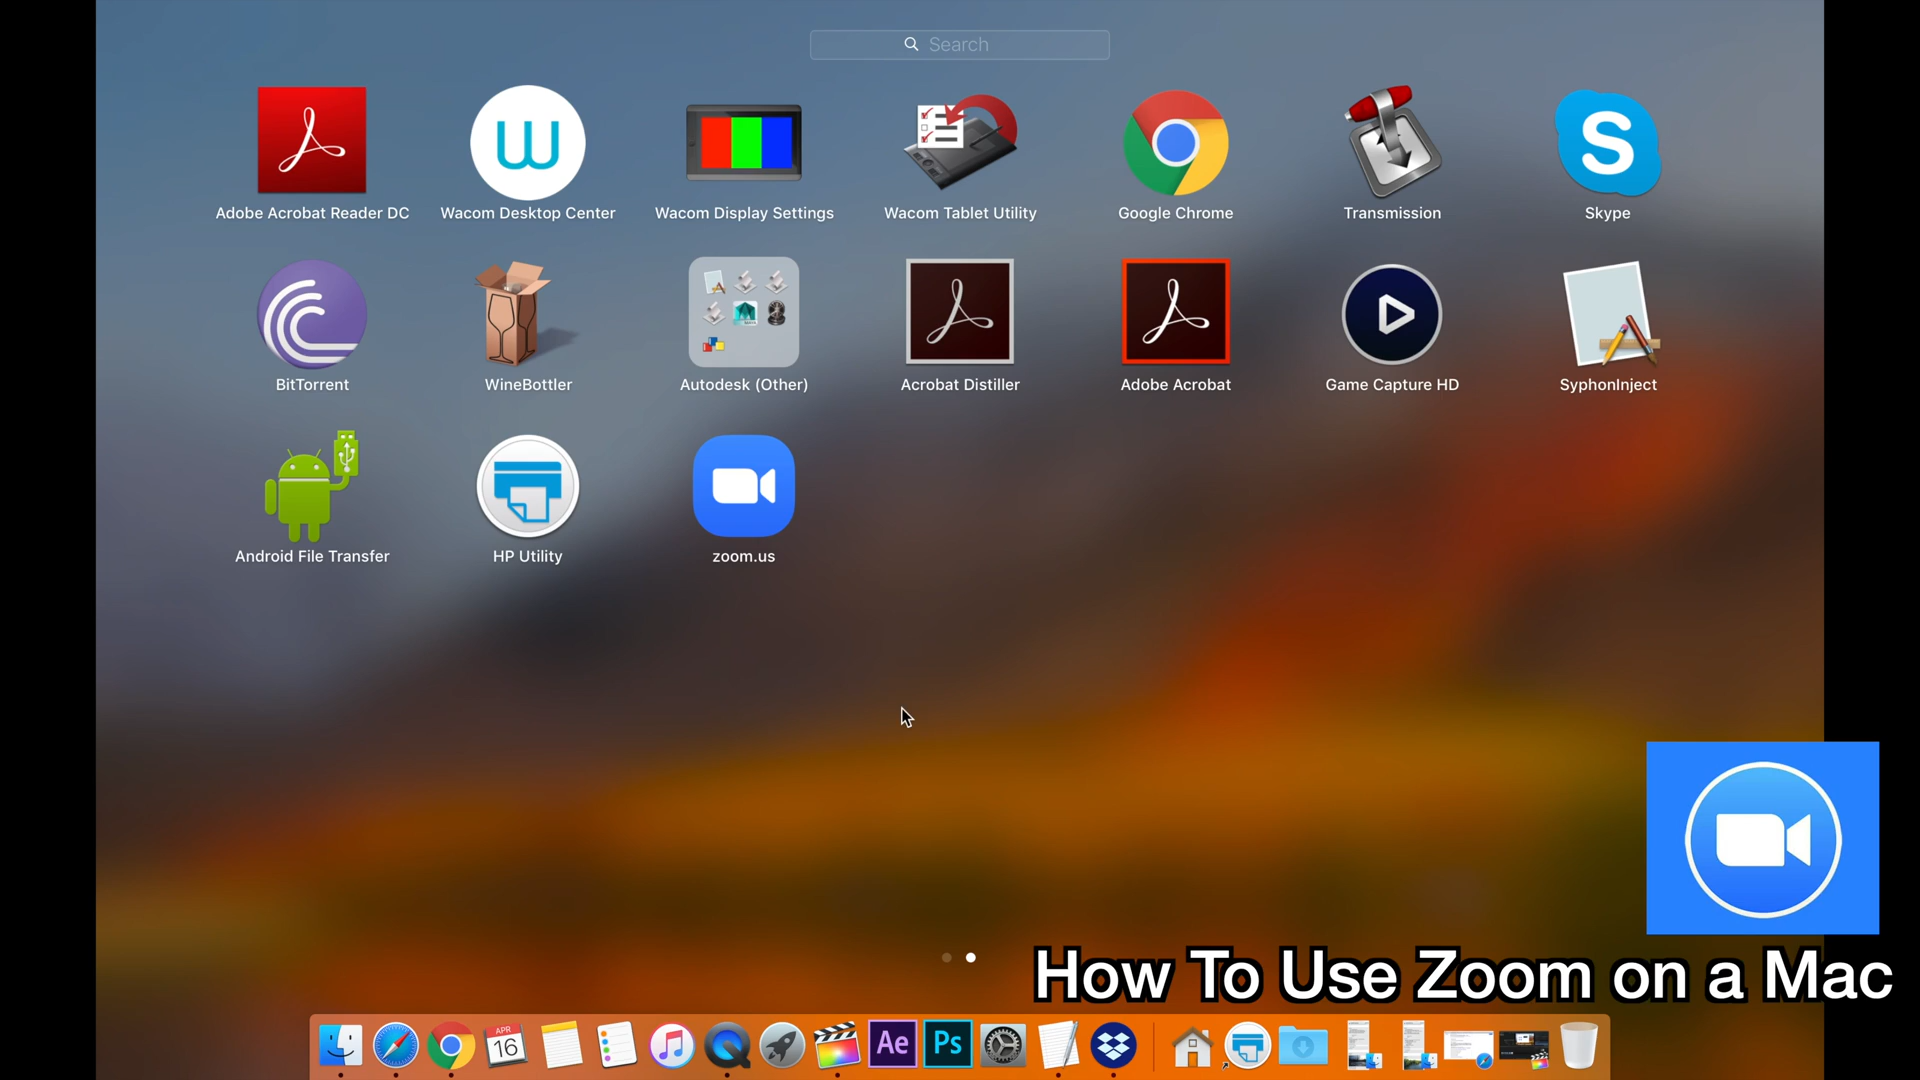 Search
Adobe Acrobat Reader DC
Wacom Desktop Center
Wacom Display Settings
Wacom Tablet Utility
Google Chrome
Transmission
Skype
BitTorrent
WineBottler
Autodesk (Other)
Acrobat Distiller
Adobe Acrobat
Game Capture HD
SyphonInject
Android File Transfer
HP Utility
zoom.us
How To Use Zoom on a Mac
APR
16
Ae
Ps